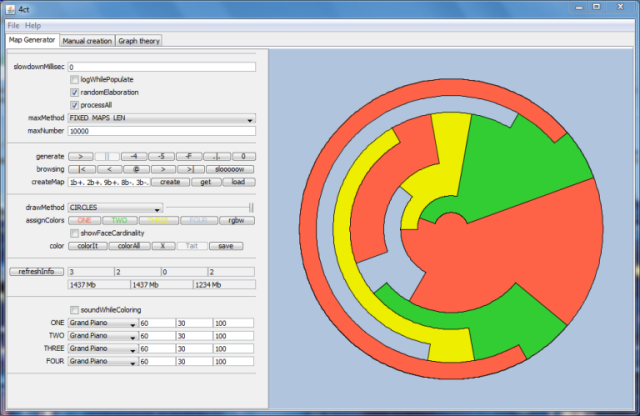 4ct
File Help
Map Generator Manual creation Graph theory
slowdownMillisec 0
logWhilePopulate
randomElaboration
processAll
maxMethod FIXED_MAPS_LEN
maxNumber 10000
generate > || -4 -5 -F .|. 0
browsing |< < @ > >| slooooow
createMap 1b+, 2b+, 9b+, 8b-, 3b-, create get load
drawMethod CIRCLES
assignColors ONE TWO THREE FOUR rgbw
showFaceCardinality
color colorIt colorAll X Tait save
refreshInfo 3 2 0 2
1437 Mb 1437 Mb 1234 Mb
soundWhileColoring
ONE Grand Piano 60 30 100
TWO Grand Piano 60 30 100
THREE Grand Piano 60 30 100
FOUR Grand Piano 60 30 100